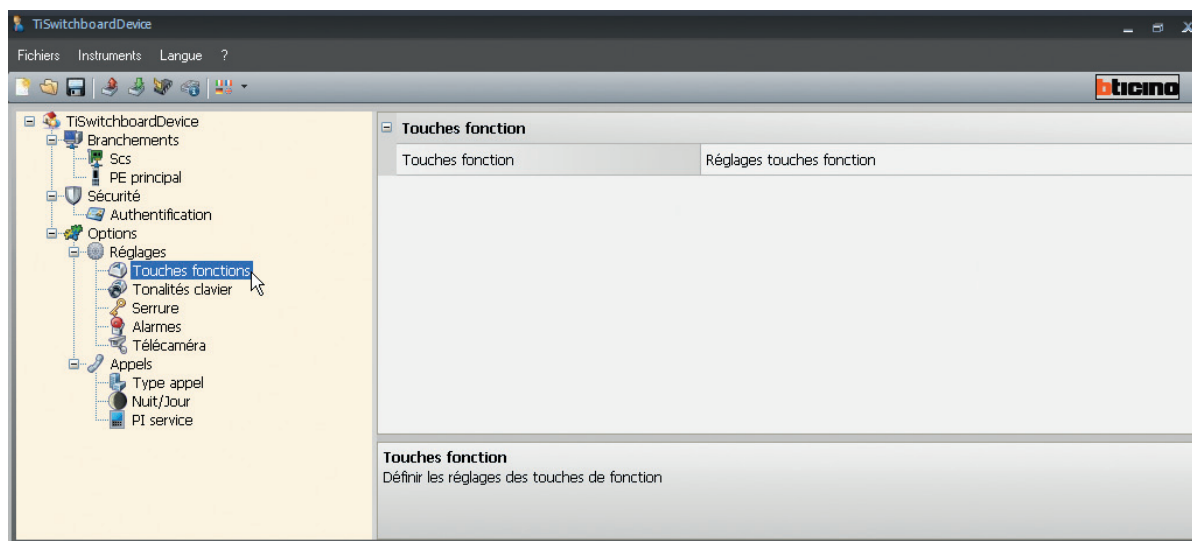 TiSwitchboardDevice
Fichiers Instruments Langue ?
bticino
TiSwitchboardDevice
Branchements
Scs
PE principal
Sécurité
Authentification
Options
Réglages
Touches fonctions
Tonalités clavier
Serrure
Alarmes
Télécaméra
Appels
Type appel
Nuit/Jour
PI service
Touches fonction
Touches fonction Réglages touches fonction
Touches fonction
Définir les réglages des touches de fonction